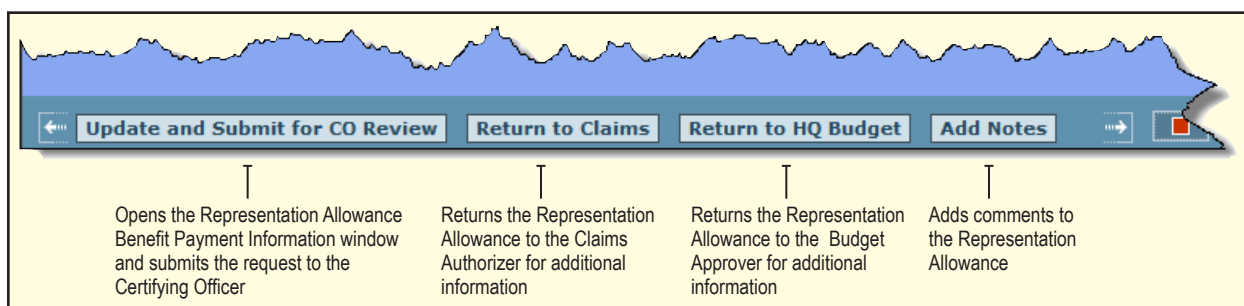 Update and Submit for CO Review Return to Claims Return to HQ Budget Add Notes
Opens the Representation Allowance
Benefit Payment Information window
and submits the request to the
Certifying Officer
Returns the Representation
Allowance to the Claims
Authorizer for additional
information
Returns the Representation
Allowance to the Budget
Approver for additional
information
Adds comments to
the Representation
Allowance